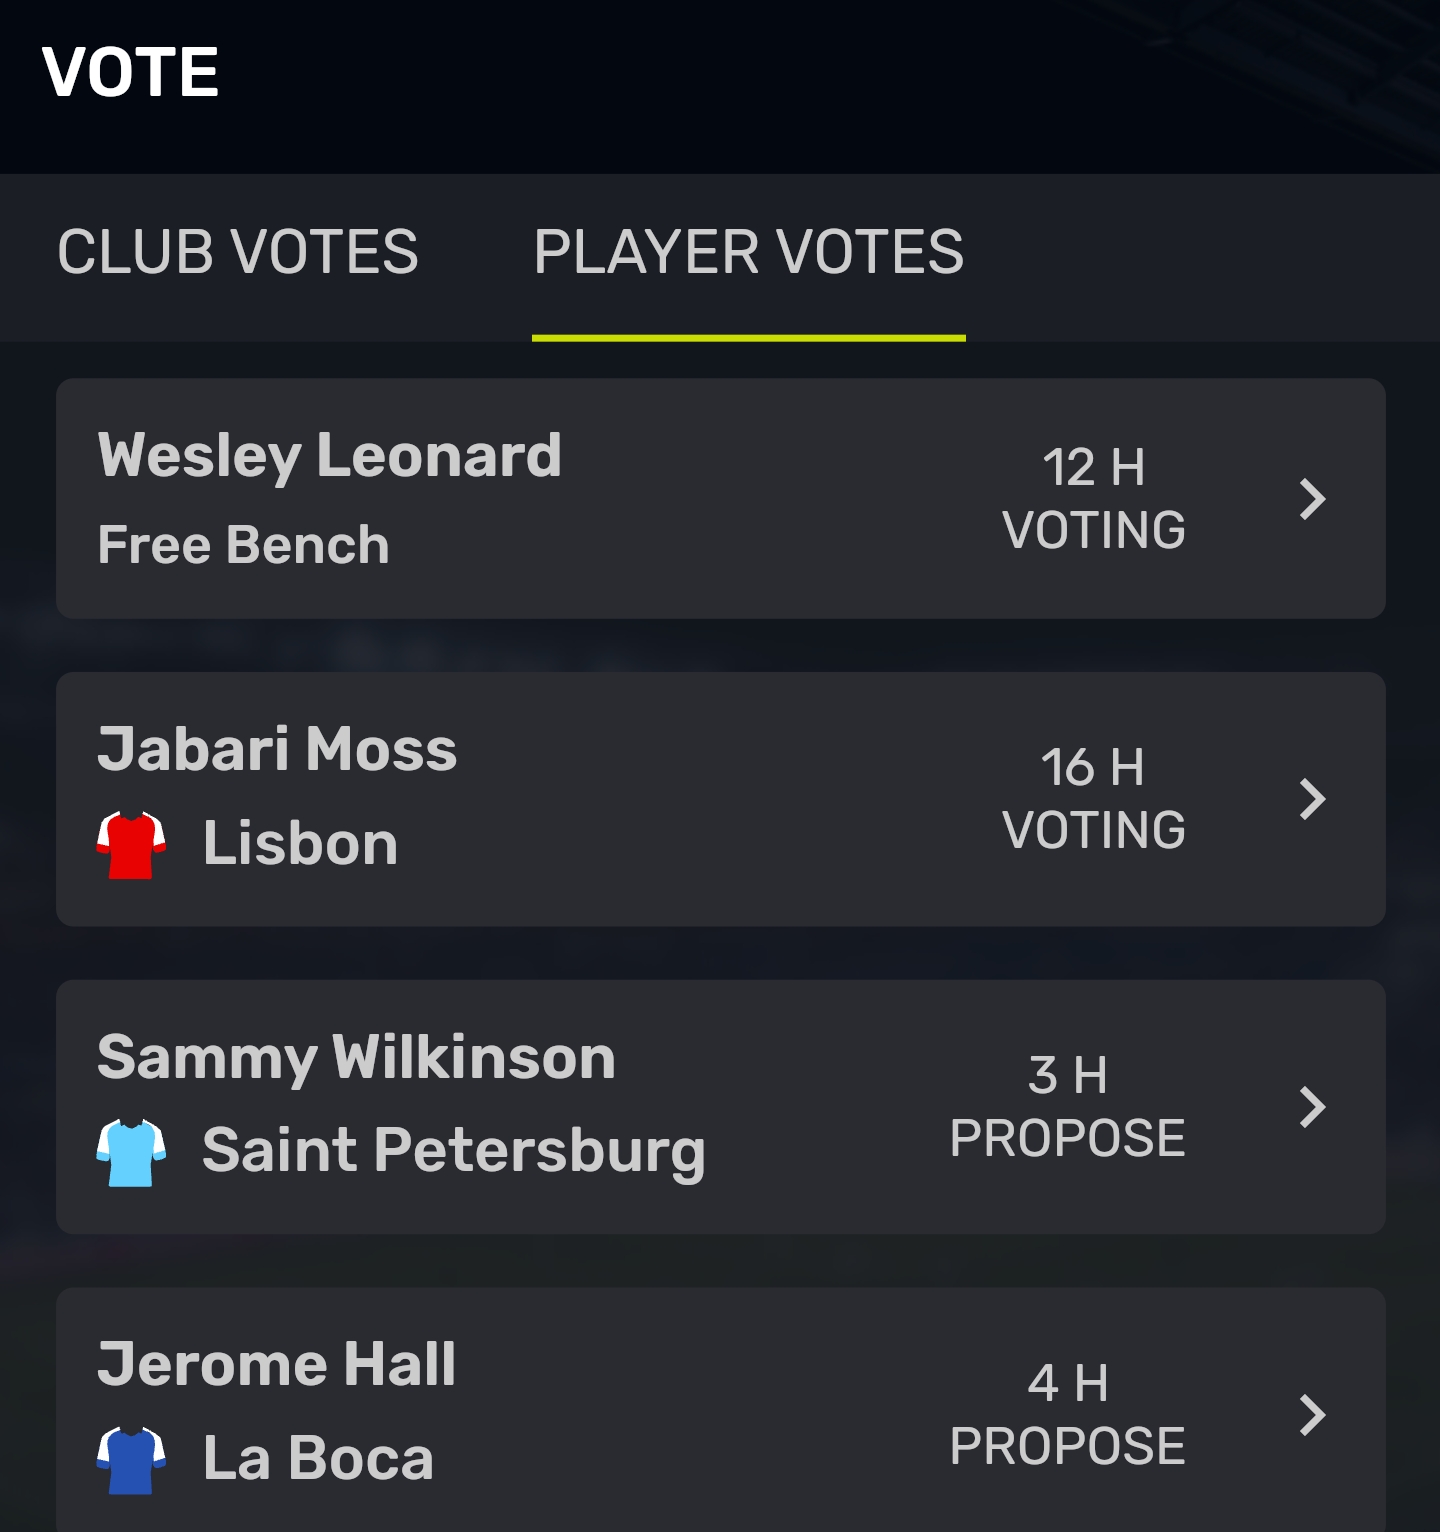 VOTE
CLUB VOTES PLAYER VOTES
Wesley Leonard
Free Bench
12 H
VOTING
Jabari Moss
Lisbon
16 H
VOTING
Sammy Wilkinson
Saint Petersburg
3 H
PROPOSE
Jerome Hall
La Boca
4 H
PROPOSE